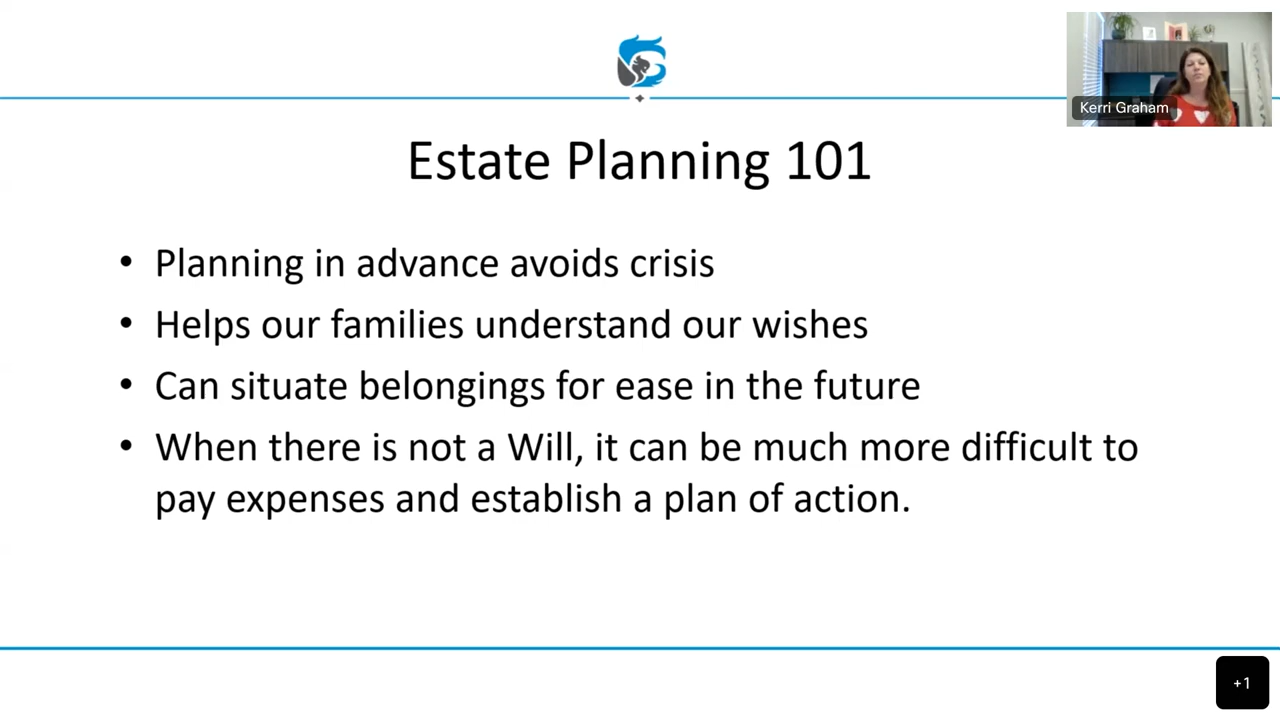 Kerri Graham
Estate Planning 101
• Planning in advance avoids crisis
• Helps our families understand our wishes
• Can situate belongings for ease in the future
• When there is not a Will, it can be much more difficult to
pay expenses and establish a plan of action.
+1